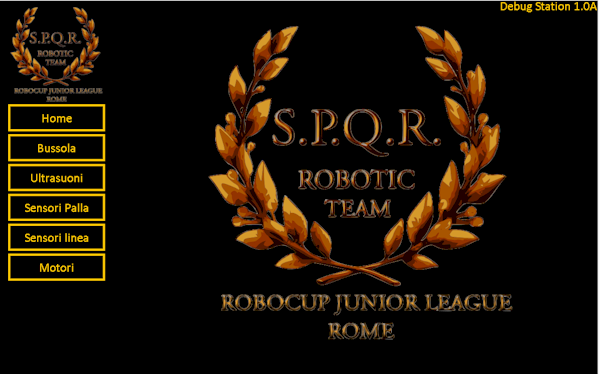 Debug Station 1.0A
S.P.Q.R.
ROBOTIC
TEAM
ROBOCUP JUNIOR LEAGUE
ROME
Home
Bussola
Ultrasuoni
Sensori Palla
Sensori linea
Motori
S.P.Q.R.
ROBOTIC
TEAM
ROBOCUP JUNIOR LEAGUE
ROME